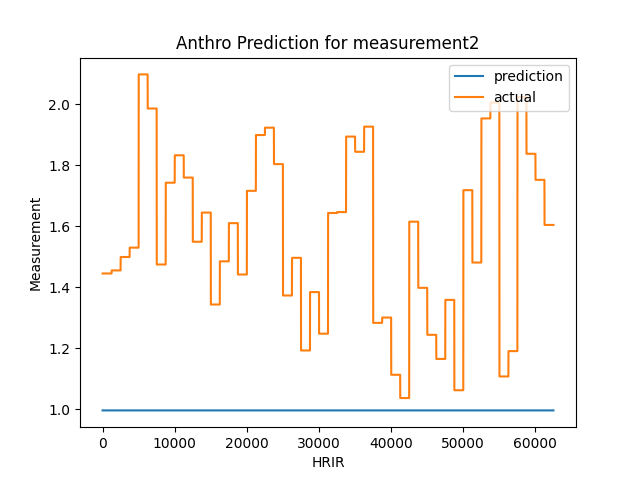 Anthro Prediction for measurement2
prediction
actual
Measurement
2.0
1.8
1.6
1.4
1.2
1.0
0
10000
20000
30000
40000
50000
60000
HRIR